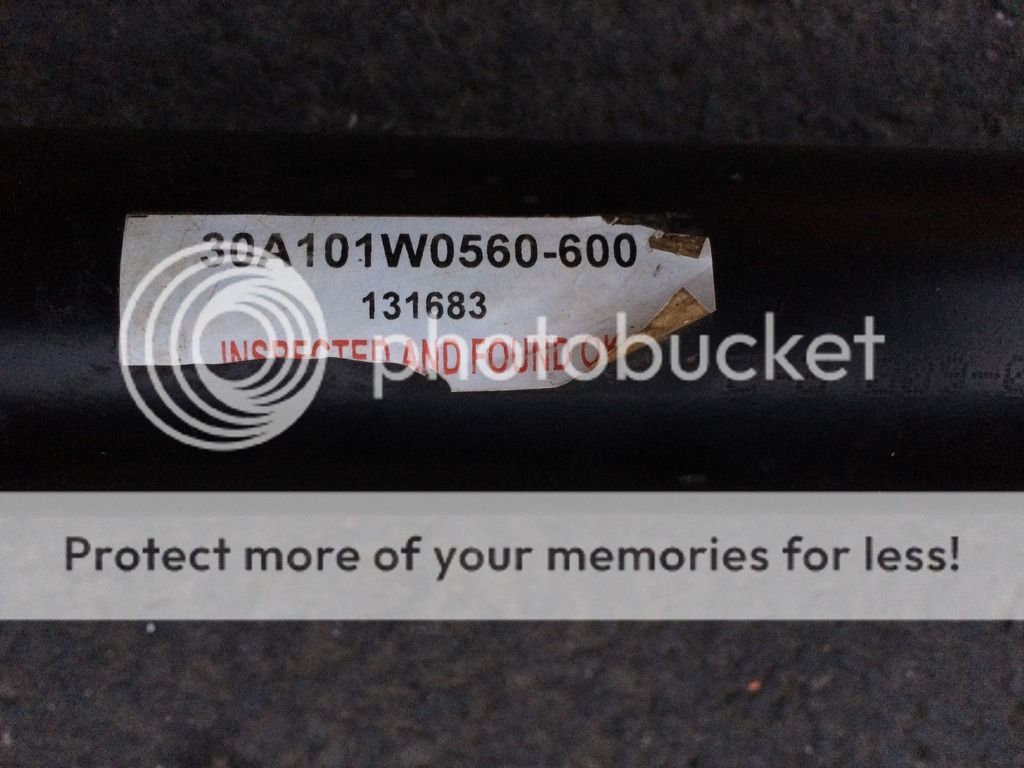 30A101W0560-600
131683
INSPECTED AND FOUND OK
photobucket
Protect more of your memories for less!